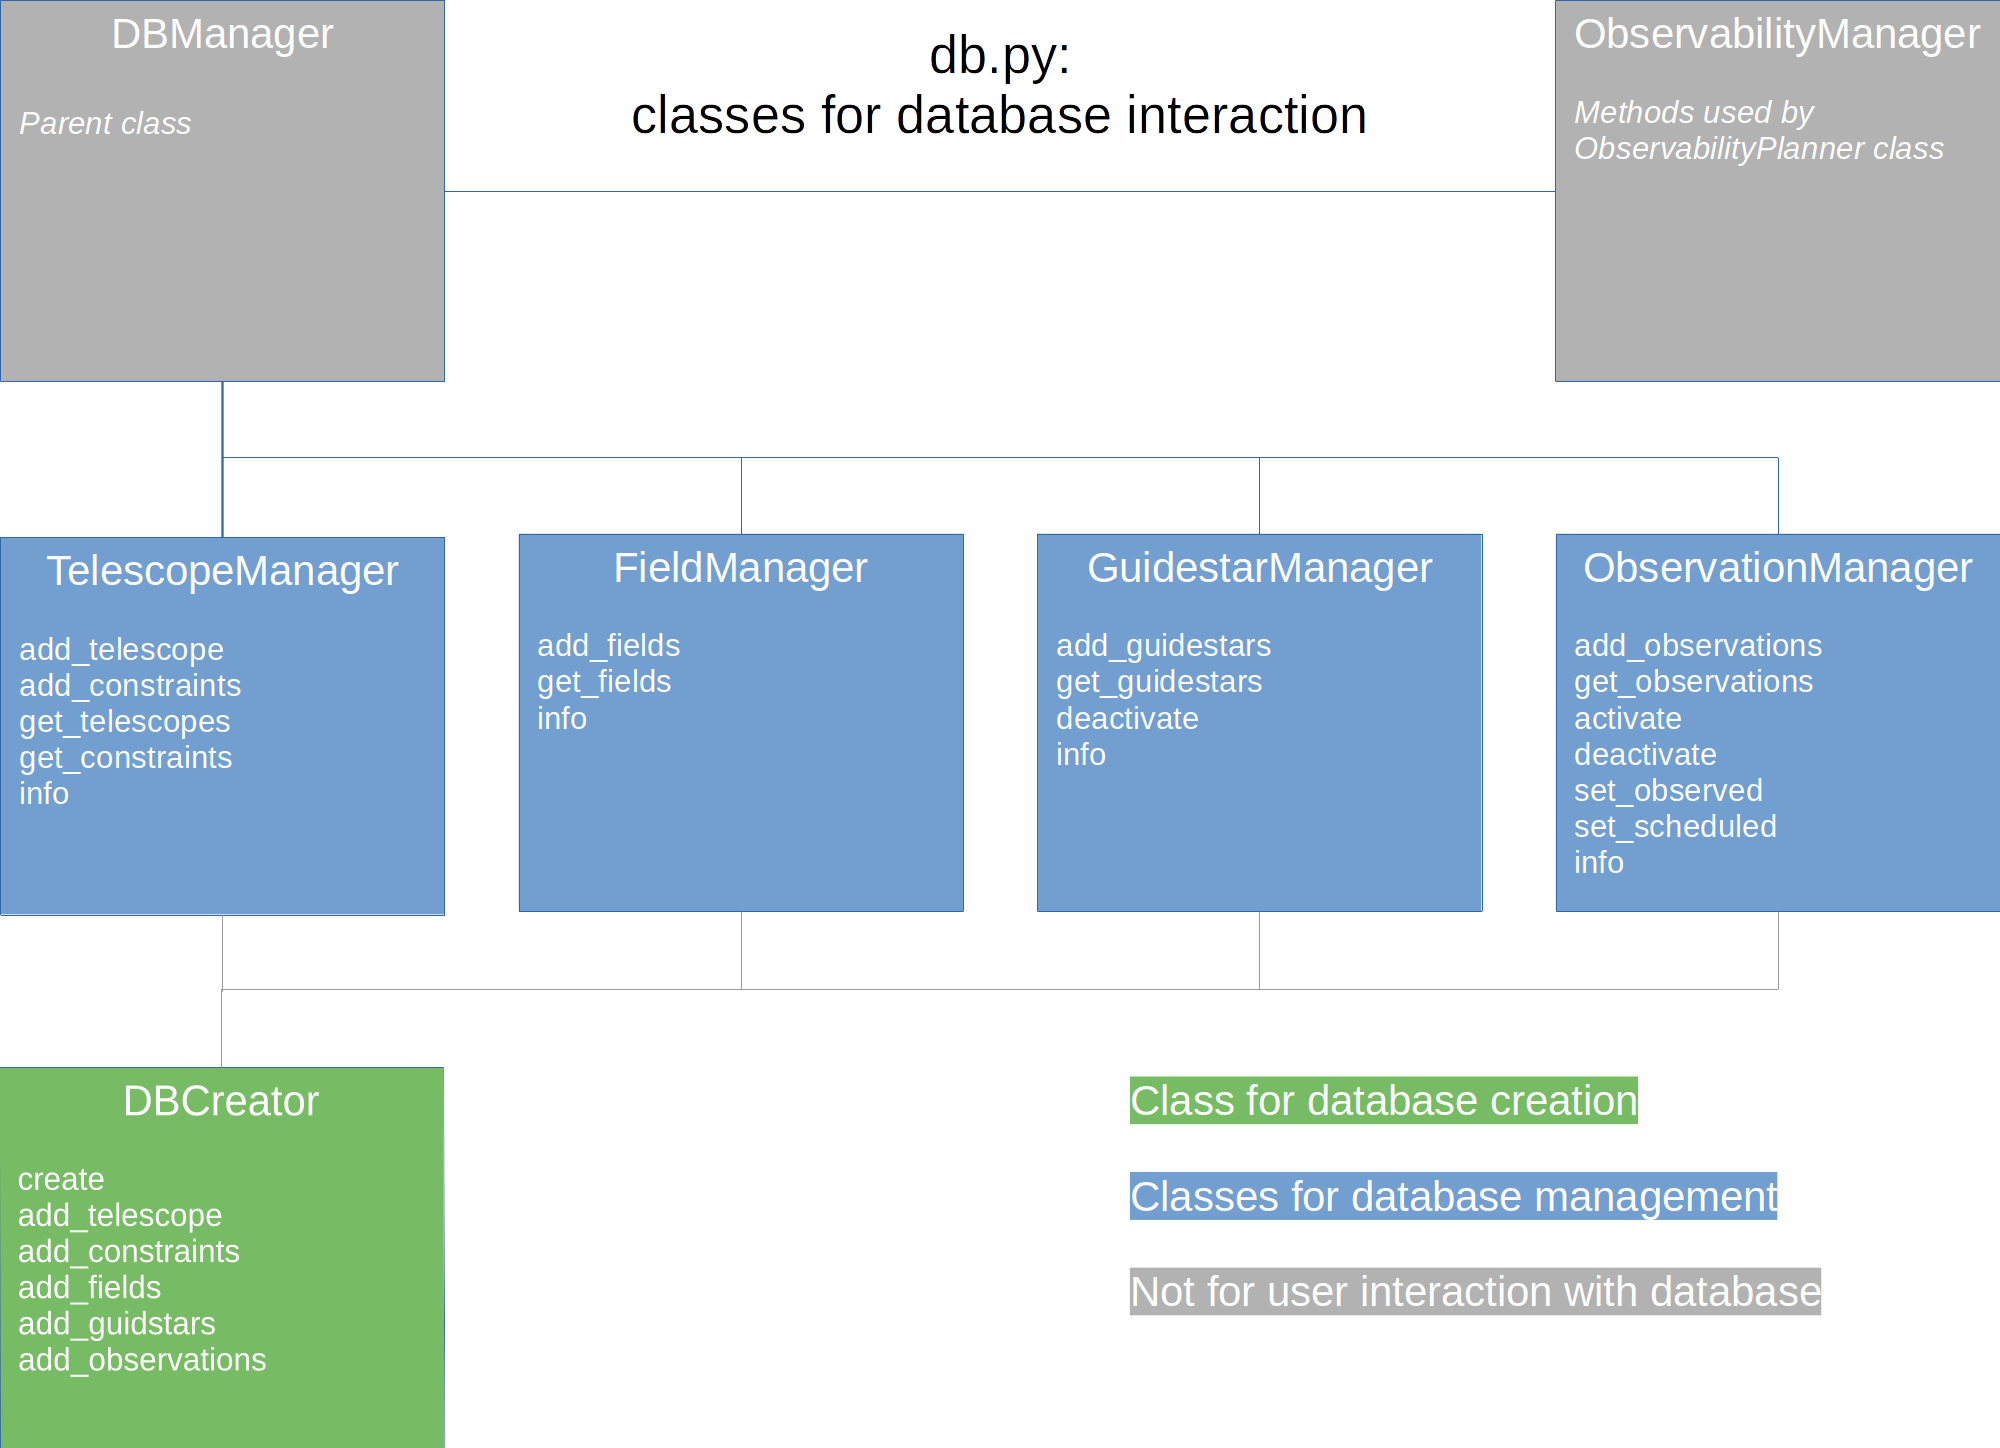 DBManager
Parent class
db.py:
classes for database interaction
ObservabilityManager
Methods used by
ObservabilityPlanner class
TelescopeManager
add_telescope
add_constraints
get_telescopes
get_constraints
info
FieldManager
add_fields
get_fields
info
GuidestarManager
add_guidestars
get_guidestars
deactivate
info
ObservationManager
add_observations
get_observations
activate
deactivate
set_observed
set_scheduled
info
DBCreator
create
add_telescope
add_constraints
add_fields
add_guidstars
add_observations
Class for database creation
Classes for database management
Not for user interaction with database